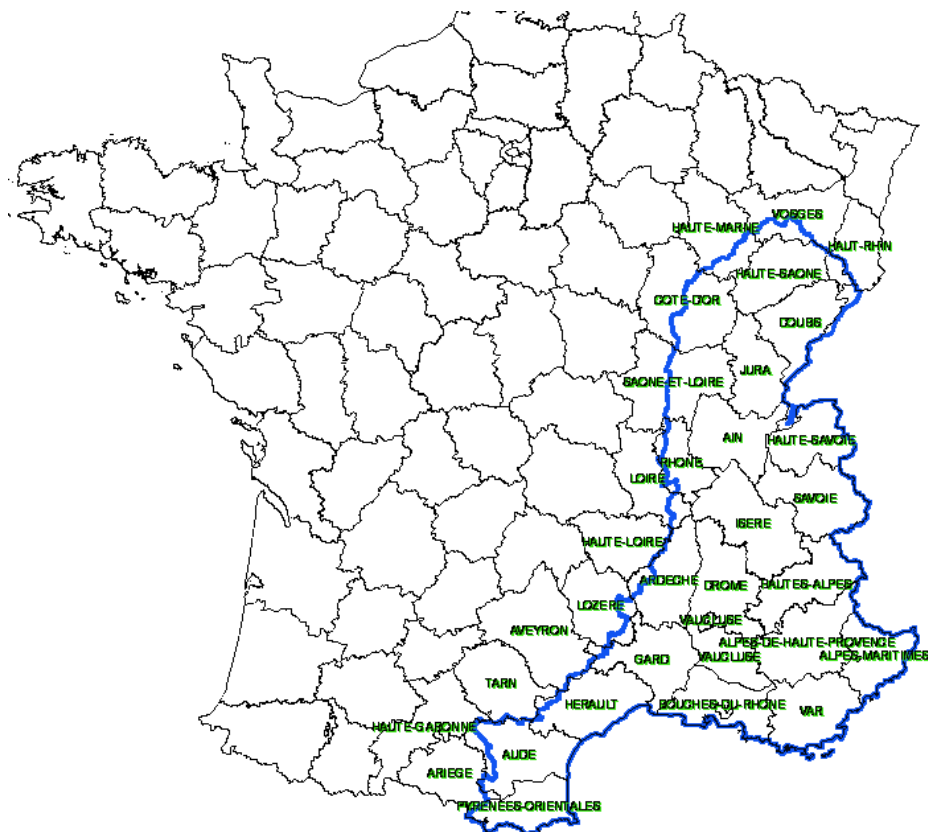 VOSGES
HAUTE-MARNE
HAUT-RHIN
HAUTE-SAONE
COTE-D'OR
DOUBS
JURA
SAONE-ET-LOIRE
AIN
HAUTE-SAVOIE
RHONE
LOIRE
SAVOIE
ISERE
HAUTE-LOIRE
ARDECHE
DROME
HAUTES-ALPES
LOZERE
VAUCLUSE
AVEYRON
ALPES-DE-HAUTE-PROVENCE
VAUCLUSE
ALPES-MARITIMES
GARD
TARN
HERAULT
BOUCHES-DU-RHONE
VAR
HAUTE-GARONNE
AUDE
ARIEGE
PYRENEES-ORIENTALES